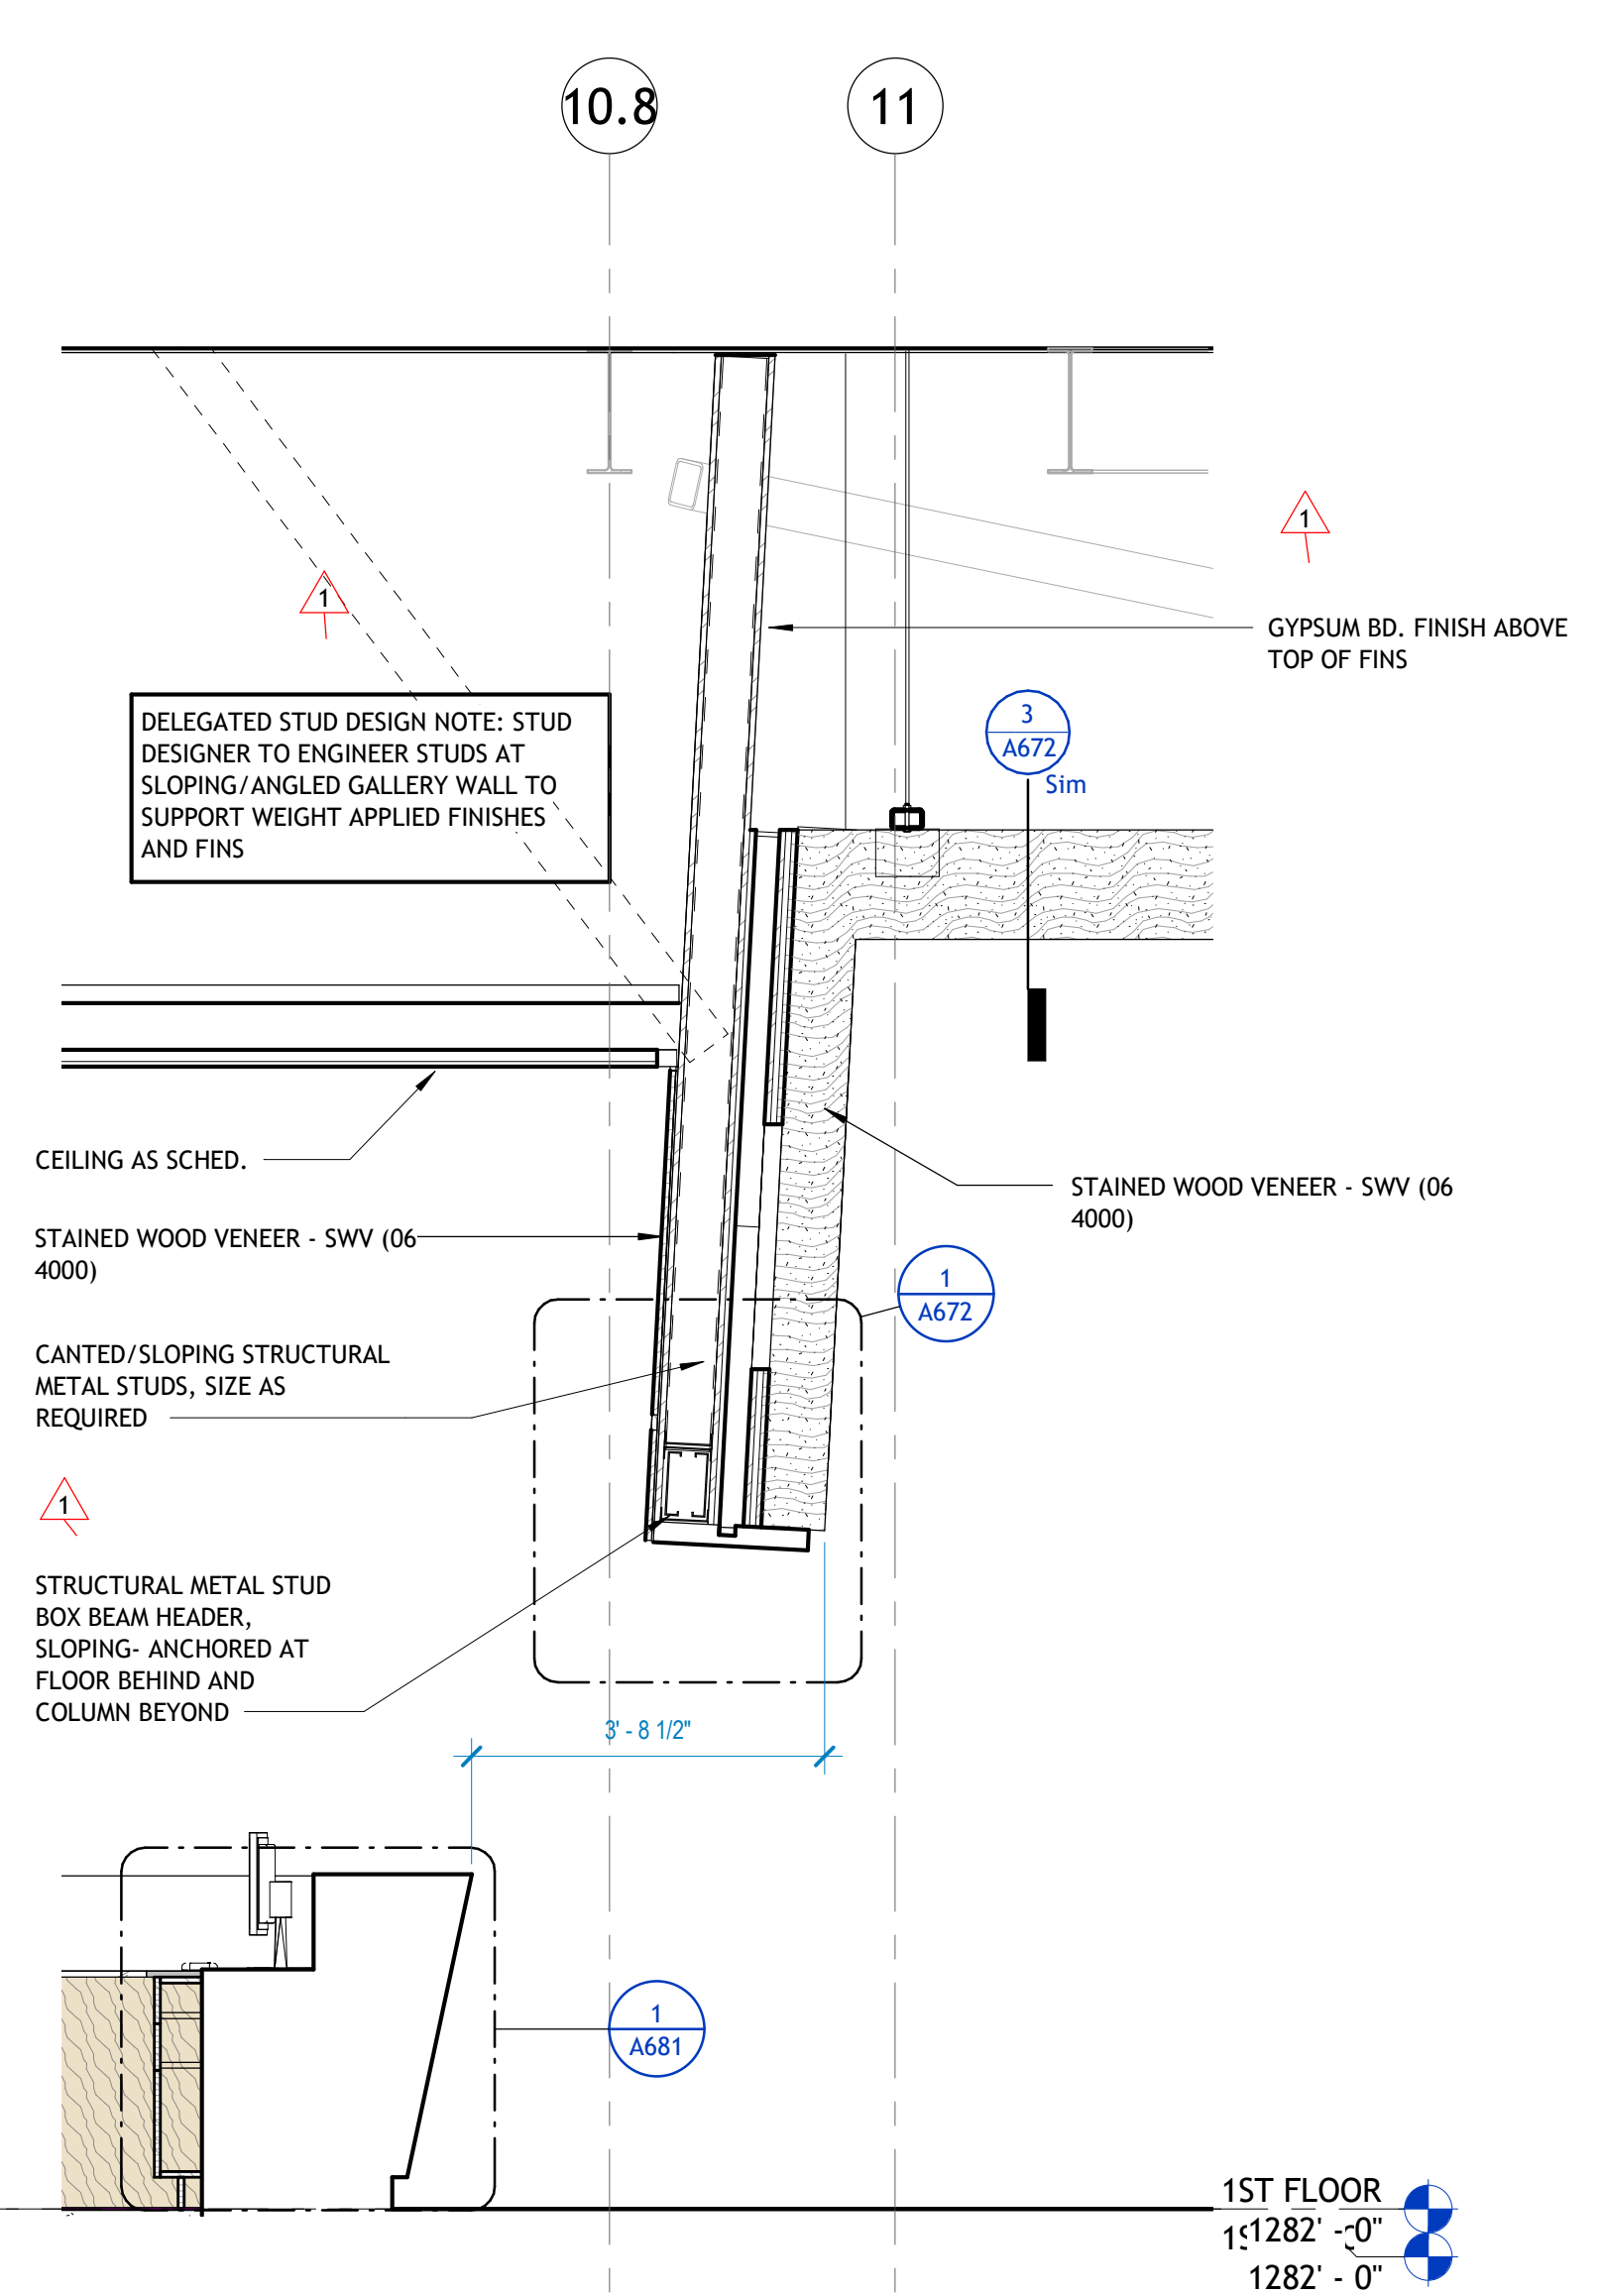 10.8
11
1
1
GYPSUM BD. FINISH ABOVE
TOP OF FINS
3
A672
Sim
DELEGATED STUD DESIGN NOTE: STUD
DESIGNER TO ENGINEER STUDS AT
SLOPING/ANGLED GALLERY WALL TO
SUPPORT WEIGHT APPLIED FINISHES
AND FINS
CEILING AS SCHED.
STAINED WOOD VENEER - SWV (06
4000)
STAINED WOOD VENEER - SWV (06
4000)
1
A672
CANTED/SLOPING STRUCTURAL
METAL STUDS, SIZE AS
REQUIRED
1
STRUCTURAL METAL STUD
BOX BEAM HEADER,
SLOPING- ANCHORED AT
FLOOR BEHIND AND
COLUMN BEYOND
3' - 8 1/2"
1
A681
1ST FLOOR
1282' - 0"
1282' - 0"